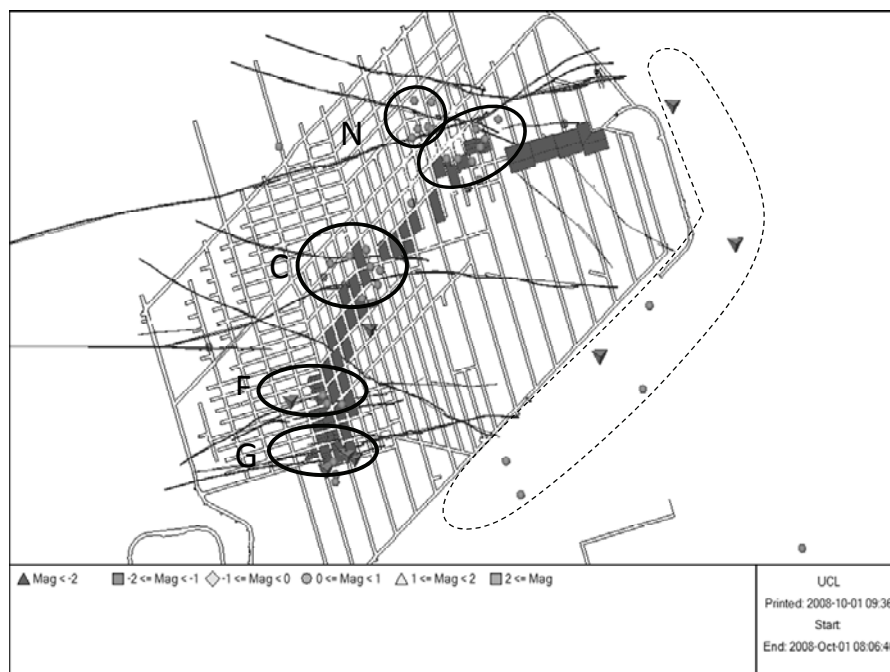 N
C
F
G
Mag < -2 -2 <= Mag < -1 -1 <= Mag < 0 0 <= Mag < 1 1 <= Mag < 2 2 <= Mag
UCL
Printed: 2008-10-01 09:36
Start:
End: 2008-Oct-01 08:06:4